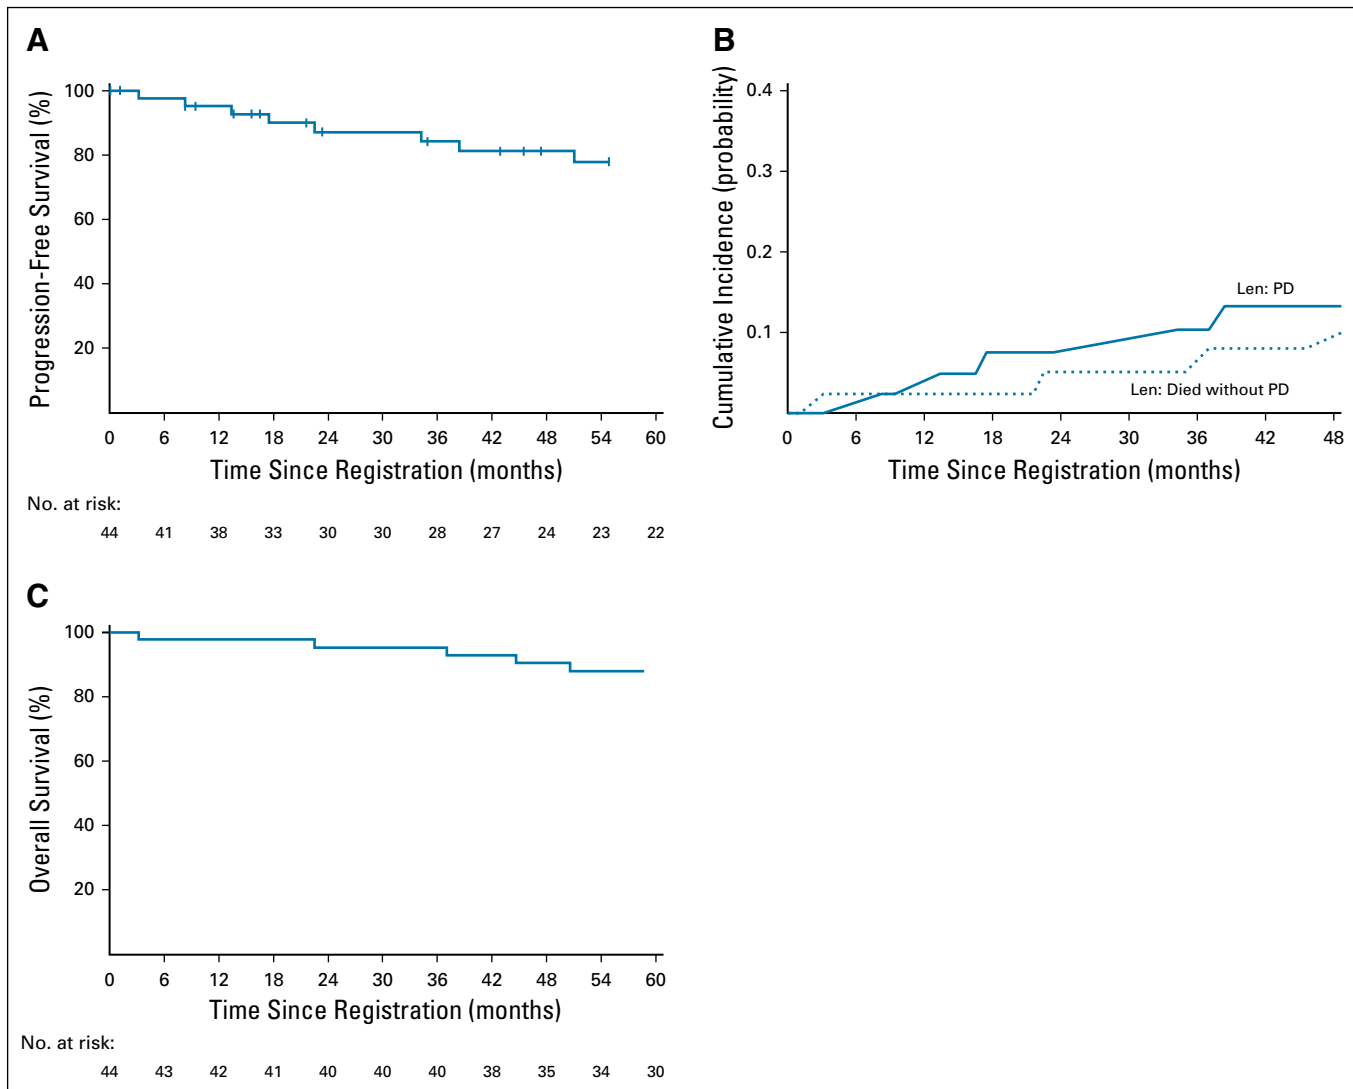 A
Progression-Free Survival (%)
100
80
60
40
20
0 6 12 18 24 30 36 42 48 54 60
Time Since Registration (months)
No. at risk:
44 41 38 33 30 30 28 27 24 23 22
B
Cumulative Incidence (probability)
0.4
0.3
0.2
0.1
Len: PD
Len: Died without PD
0 6 12 18 24 30 36 42 48
Time Since Registration (months)
C
Overall Survival (%)
100
80
60
40
20
0 6 12 18 24 30 36 42 48 54 60
Time Since Registration (months)
No. at risk:
44 43 42 41 40 40 40 38 35 34 30